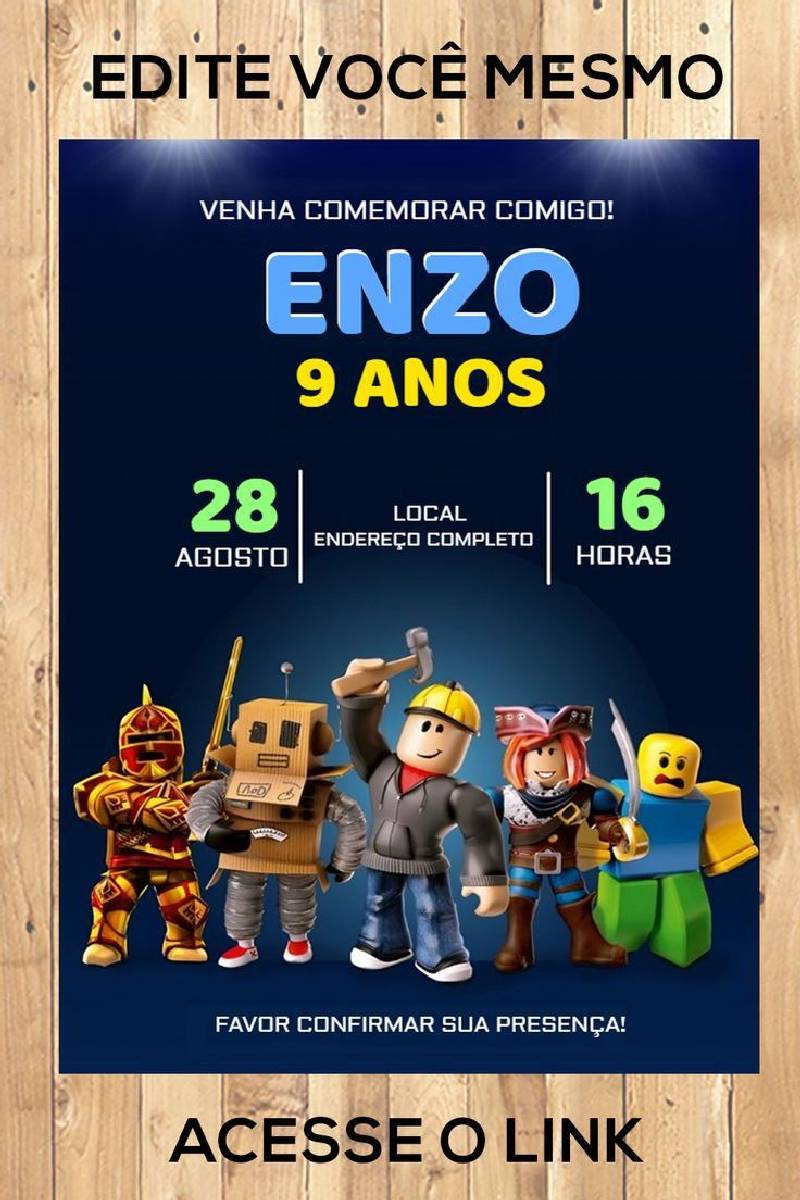 EDITE VOCÊ MESMO
VENHA COMEMORAR COMIGO!
ENZO
9 ANOS
28
AGOSTO
LOCAL
ENDEREÇO COMPLETO
16
HORAS
FAVOR CONFIRMAR SUA PRESENÇA!
ACESSE O LINK